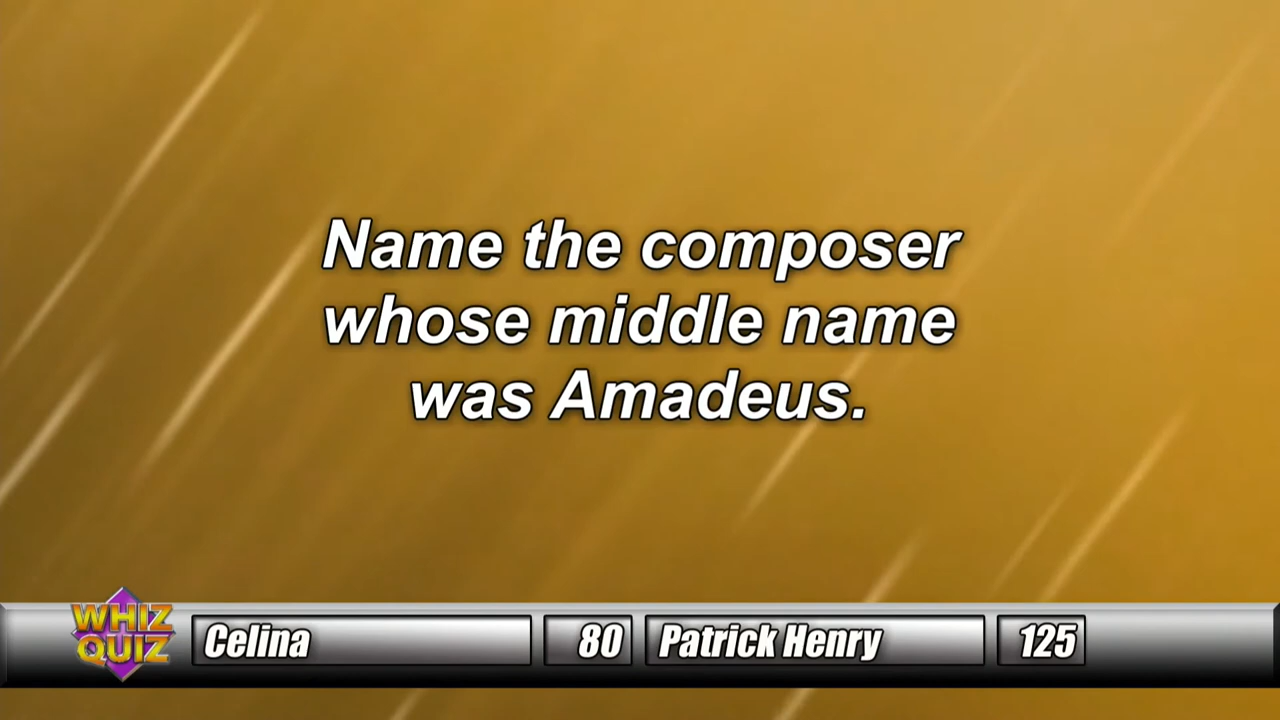 Name the composer
whose middle name
was Amadeus.
WHIZ
QUIZ
Celina
80
Patrick Henry
125